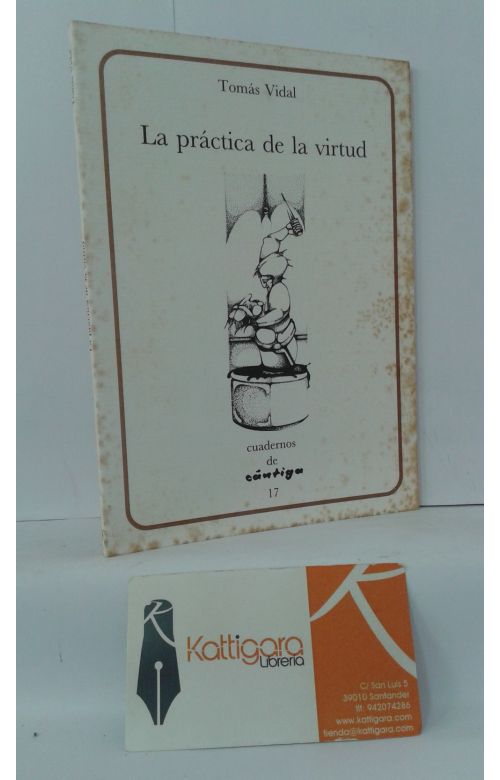 Tomás Vidal
La práctica de la virtud
cuadernos
de
cántiga
17
Kattigara
Librería
C/ San Luis 5
39010 Santander
tlf: 942074286
www.kattigara.com
tienda@kattigara.com